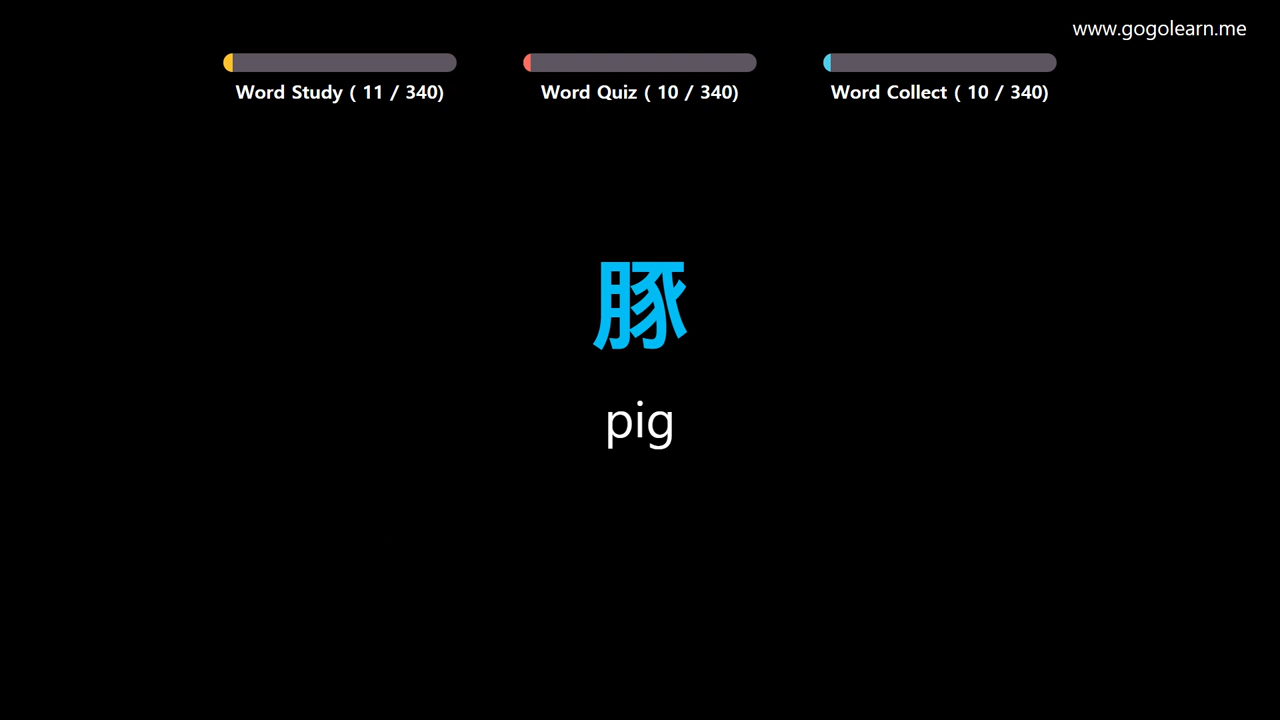 www.gogolearn.me
Word Study ( 11 / 340)
Word Quiz ( 10 / 340)
Word Collect ( 10 / 340)
豚
pig